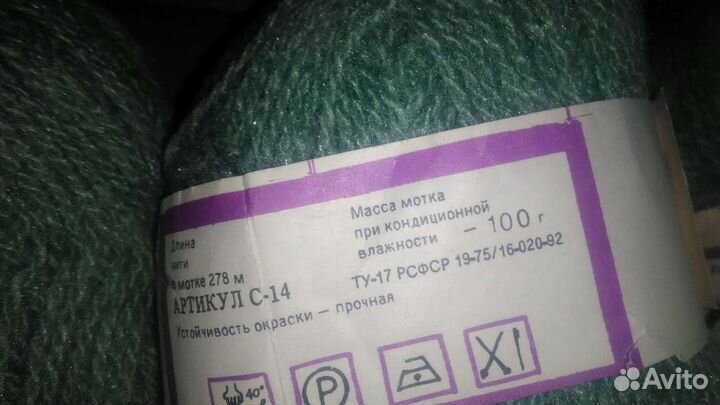 Длина
нити
в мотке 278 м
АРТИКУЛ С-14
Устойчивость окраски – прочная
Масса мотка
при кондиционной
влажности – 100 г
ТУ-17 РСФСР 19-75/16-020-92
40°
P
Avito